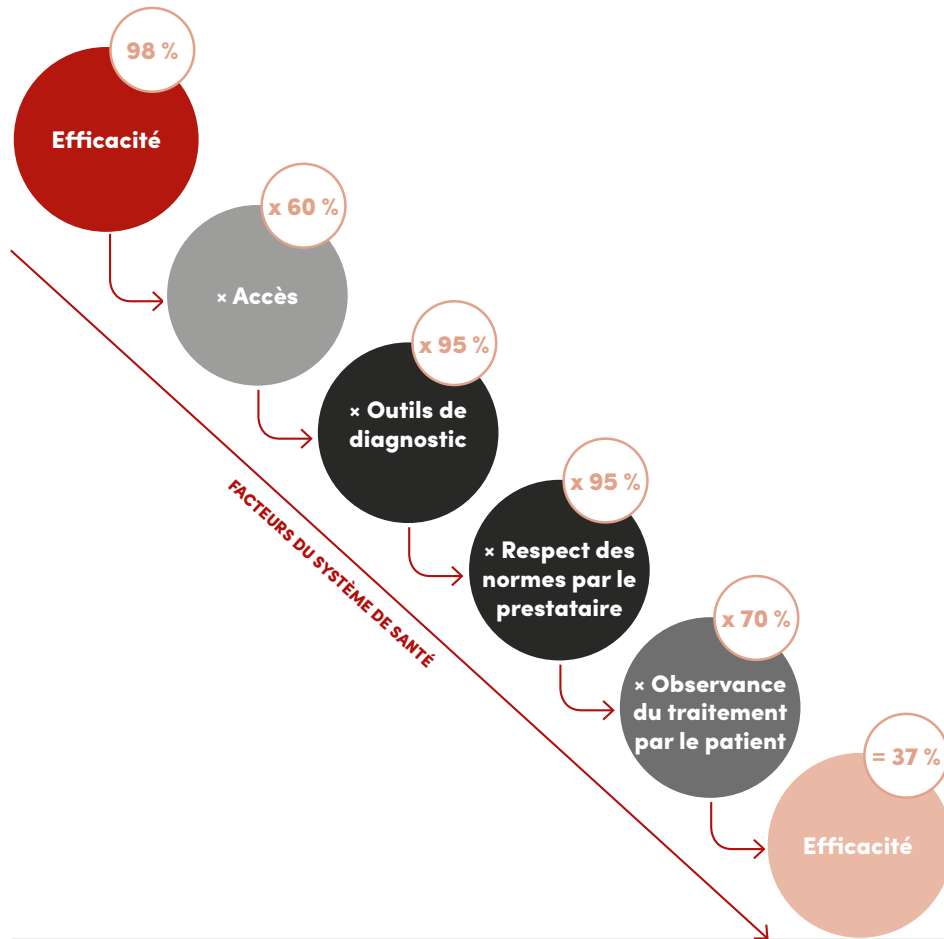 98 %
Efficacité
x 60 %
× Accès
x 95 %
× Outils de
diagnostic
x 95 %
× Respect des
normes par le
prestataire
FACTEURS DU SYSTÈME DE SANTÉ
x 70 %
× Observance
du traitement
par le patient
= 37 %
Efficacité